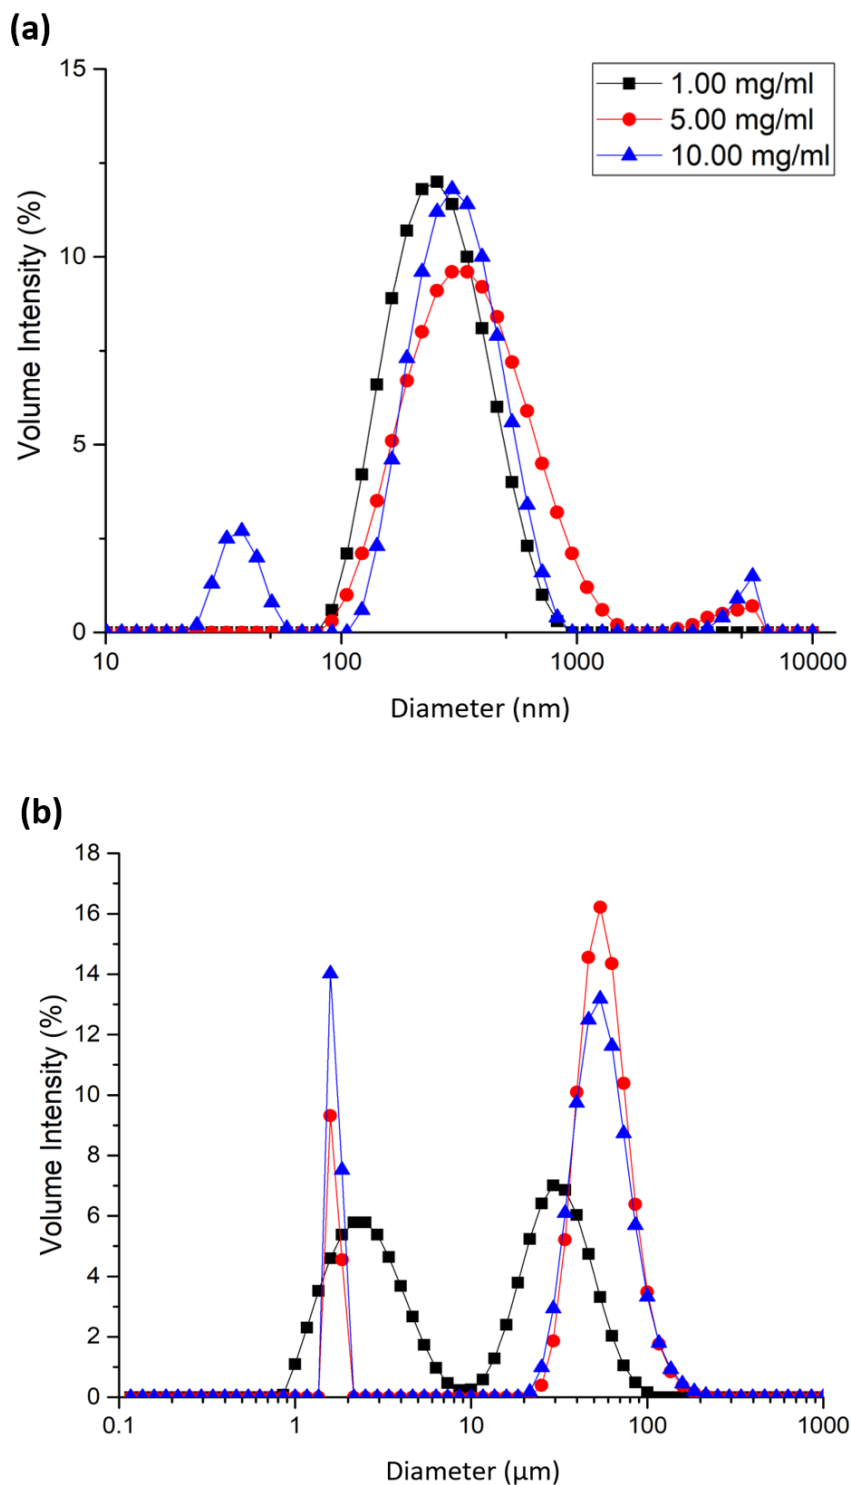 (a)
15
10
5
0
Volume Intensity (%)
1.00 mg/ml
5.00 mg/ml
10.00 mg/ml
10 100 1000 10000
Diameter (nm)
(b)
18
16
14
12
10
8
6
4
2
0
Volume Intensity (%)
0.1 1 10 100 1000
Diameter (μm)